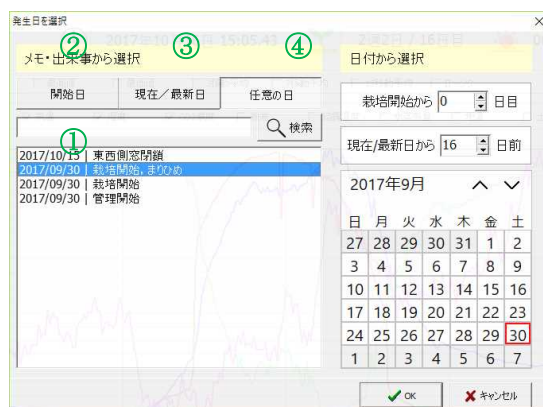 発生日を選択
② ③ ④
メモ・出来事から選択
開始日 現在／最新日 任意の日
検索
①
2017/10/15 | 東西側窓閉鎖
2017/09/30 | 栽培開始,まりひめ
2017/09/30 | 栽培開始
2017/09/30 | 管理開始
日付から選択
栽培開始から 0 日目
現在/最新日から 16 日前
2017年9月
日 月 火 水 木 金 土
27 28 29 30 31 1 2
3 4 5 6 7 8 9
10 11 12 13 14 15 16
17 18 19 20 21 22 23
24 25 26 27 28 29 30
1 2 3 4 5 6 7
OK キャンセル